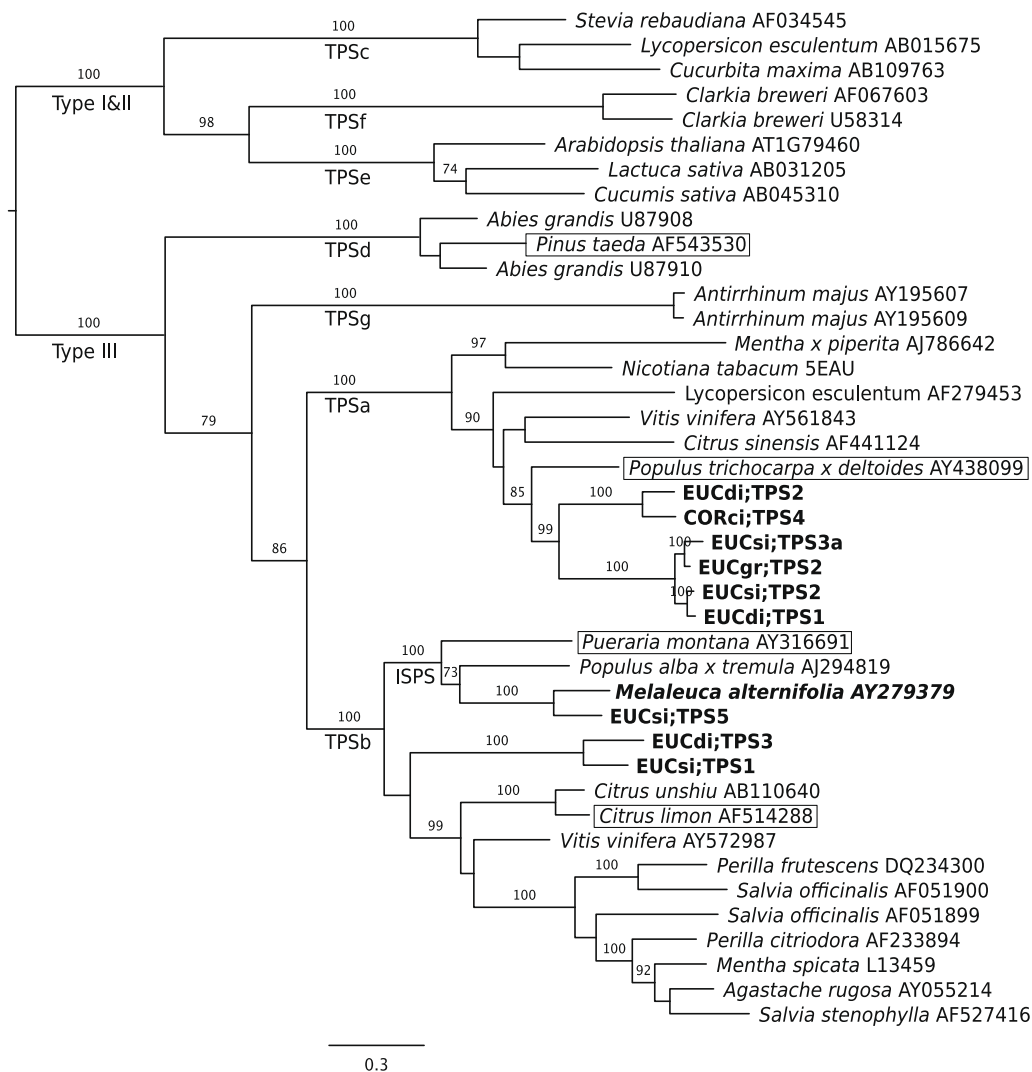 Stevia rebaudiana AF034545
100
TPSc
Lycopersicon esculentum AB015675
Cucurbita maxima AB109763
100
Type I&II
Clarkia breweri AF067603
100
TPSf
Clarkia breweri U58314
98
Arabidopsis thaliana AT1G79460
100
TPSe
74
Lactuca sativa AB031205
Cucumis sativa AB045310
Abies grandis U87908
100
TPSd
Pinus taeda AF543530
Abies grandis U87910
Antirrhinum majus AY195607
100
TPSg
Antirrhinum majus AY195609
100
Type III
97
Mentha x piperita AJ786642
Nicotiana tabacum 5EAU
100
TPSa
Lycopersicon esculentum AF279453
90
79
Vitis vinifera AY561843
Citrus sinensis AF441124
Populus trichocarpa x deltoides AY438099
85
100
EUCdi;TPS2
CORci;TPS4
99
100
EUCsi;TPS3a
EUCgr;TPS2
100
100
EUCsi;TPS2
EUCdi;TPS1
86
Pueraria montana AY316691
100
ISPS
73
Populus alba x tremula AJ294819
100
Melaleuca alternifolia AY279379
EUCsi;TPS5
100
TPSb
100
EUCdi;TPS3
EUCsi;TPS1
100
Citrus unshiu AB110640
Citrus limon AF514288
99
Vitis vinifera AY572987
100
Perilla frutescens DQ234300
Salvia officinalis AF051900
100
Salvia officinalis AF051899
100
Perilla citriodora AF233894
92
Mentha spicata L13459
Agastache rugosa AY055214
Salvia stenophylla AF527416
0.3